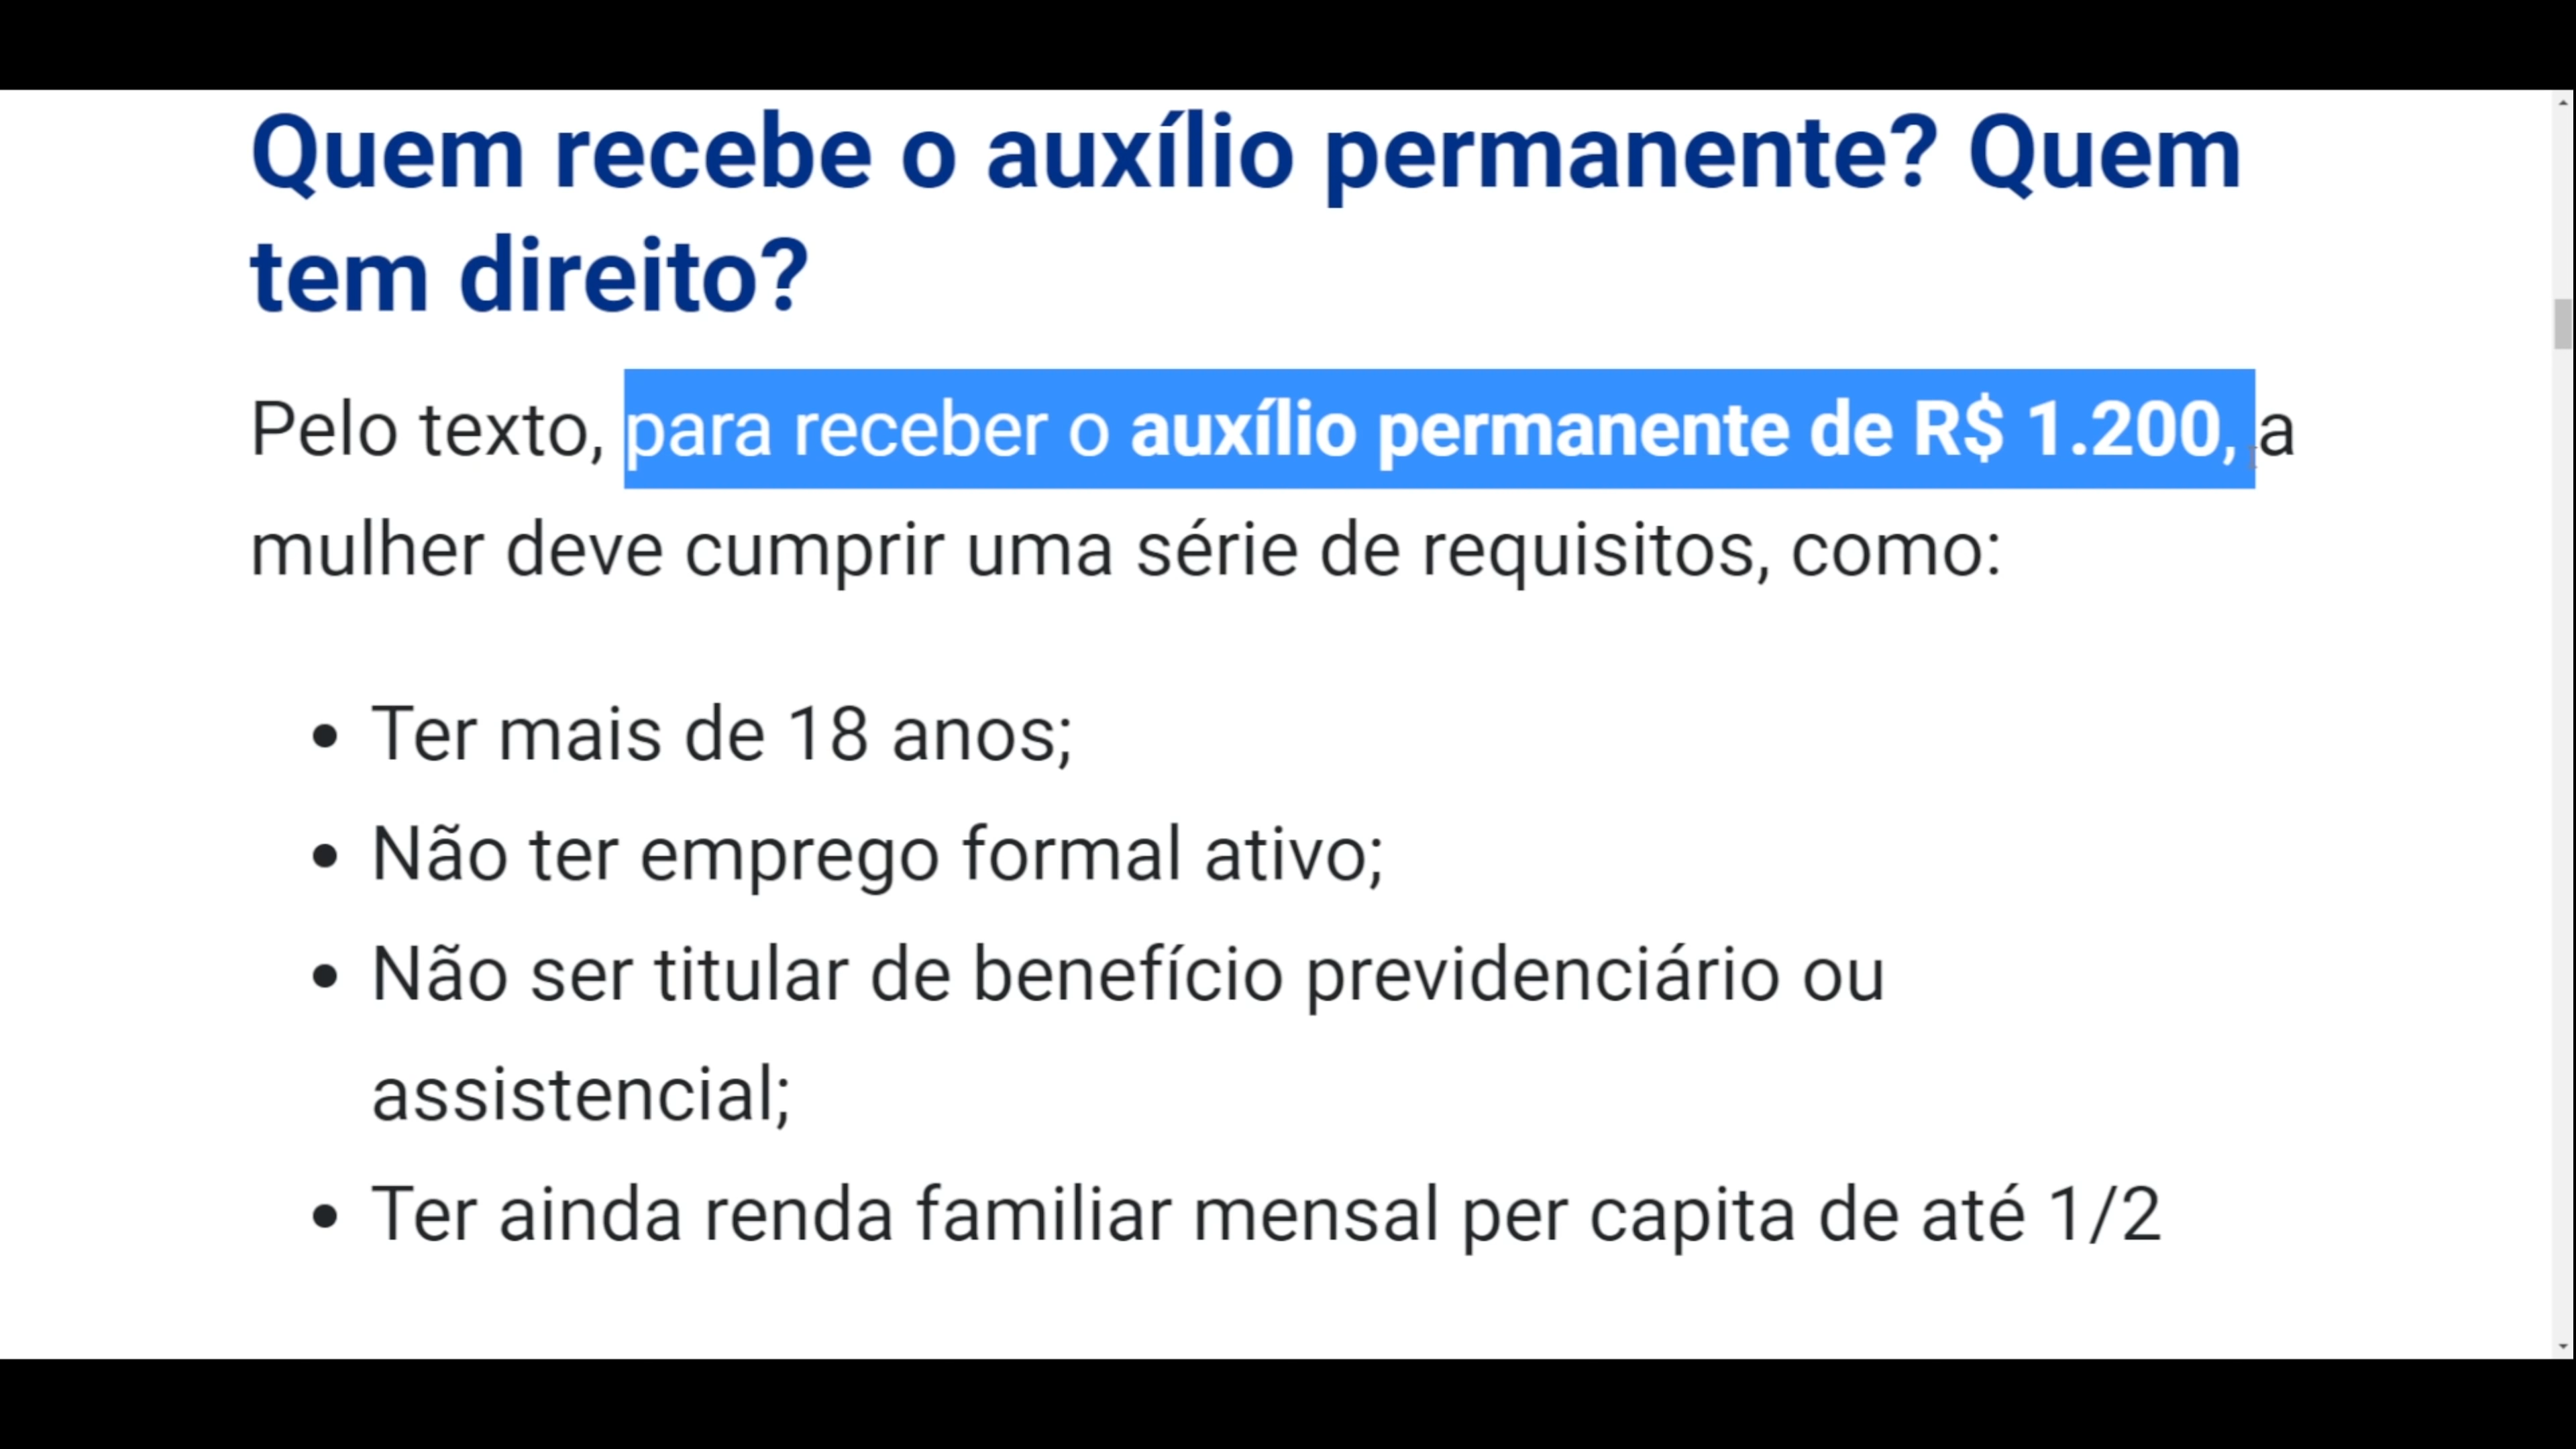 Quem recebe o auxílio permanente? Quem
tem direito?
Pelo texto, para receber o auxílio permanente de R$ 1.200, a
mulher deve cumprir uma série de requisitos, como:
• Ter mais de 18 anos;
• Não ter emprego formal ativo;
• Não ser titular de benefício previdenciário ou
assistencial;
• Ter ainda renda familiar mensal per capita de até 1/2